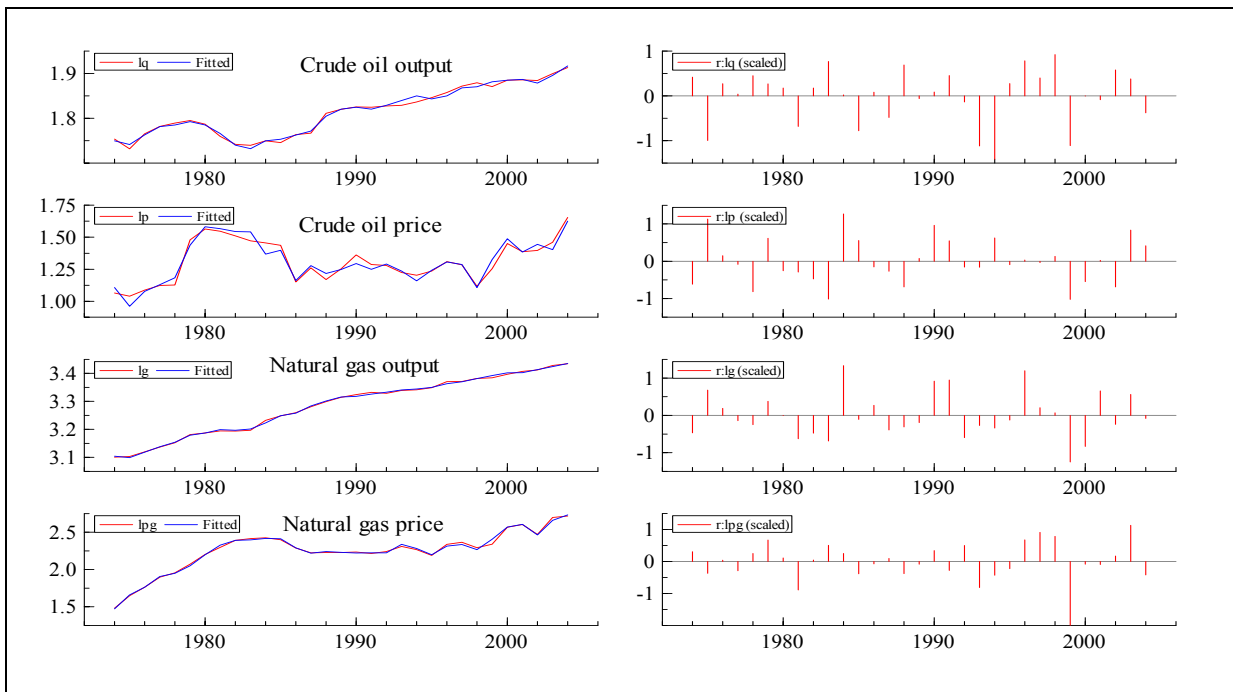 lq Fitted
Crude oil output
1.9
1.8
1980 1990 2000
r:lq (scaled)
1
0
-1
1980 1990 2000
lp Fitted
Crude oil price
1.75
1.50
1.25
1.00
1980 1990 2000
r:lp (scaled)
1
0
-1
1980 1990 2000
lg Fitted
Natural gas output
3.4
3.3
3.2
3.1
1980 1990 2000
r:lg (scaled)
1
0
-1
1980 1990 2000
lpg Fitted
Natural gas price
2.5
2.0
1.5
1980 1990 2000
r:lpg (scaled)
1
0
-1
1980 1990 2000